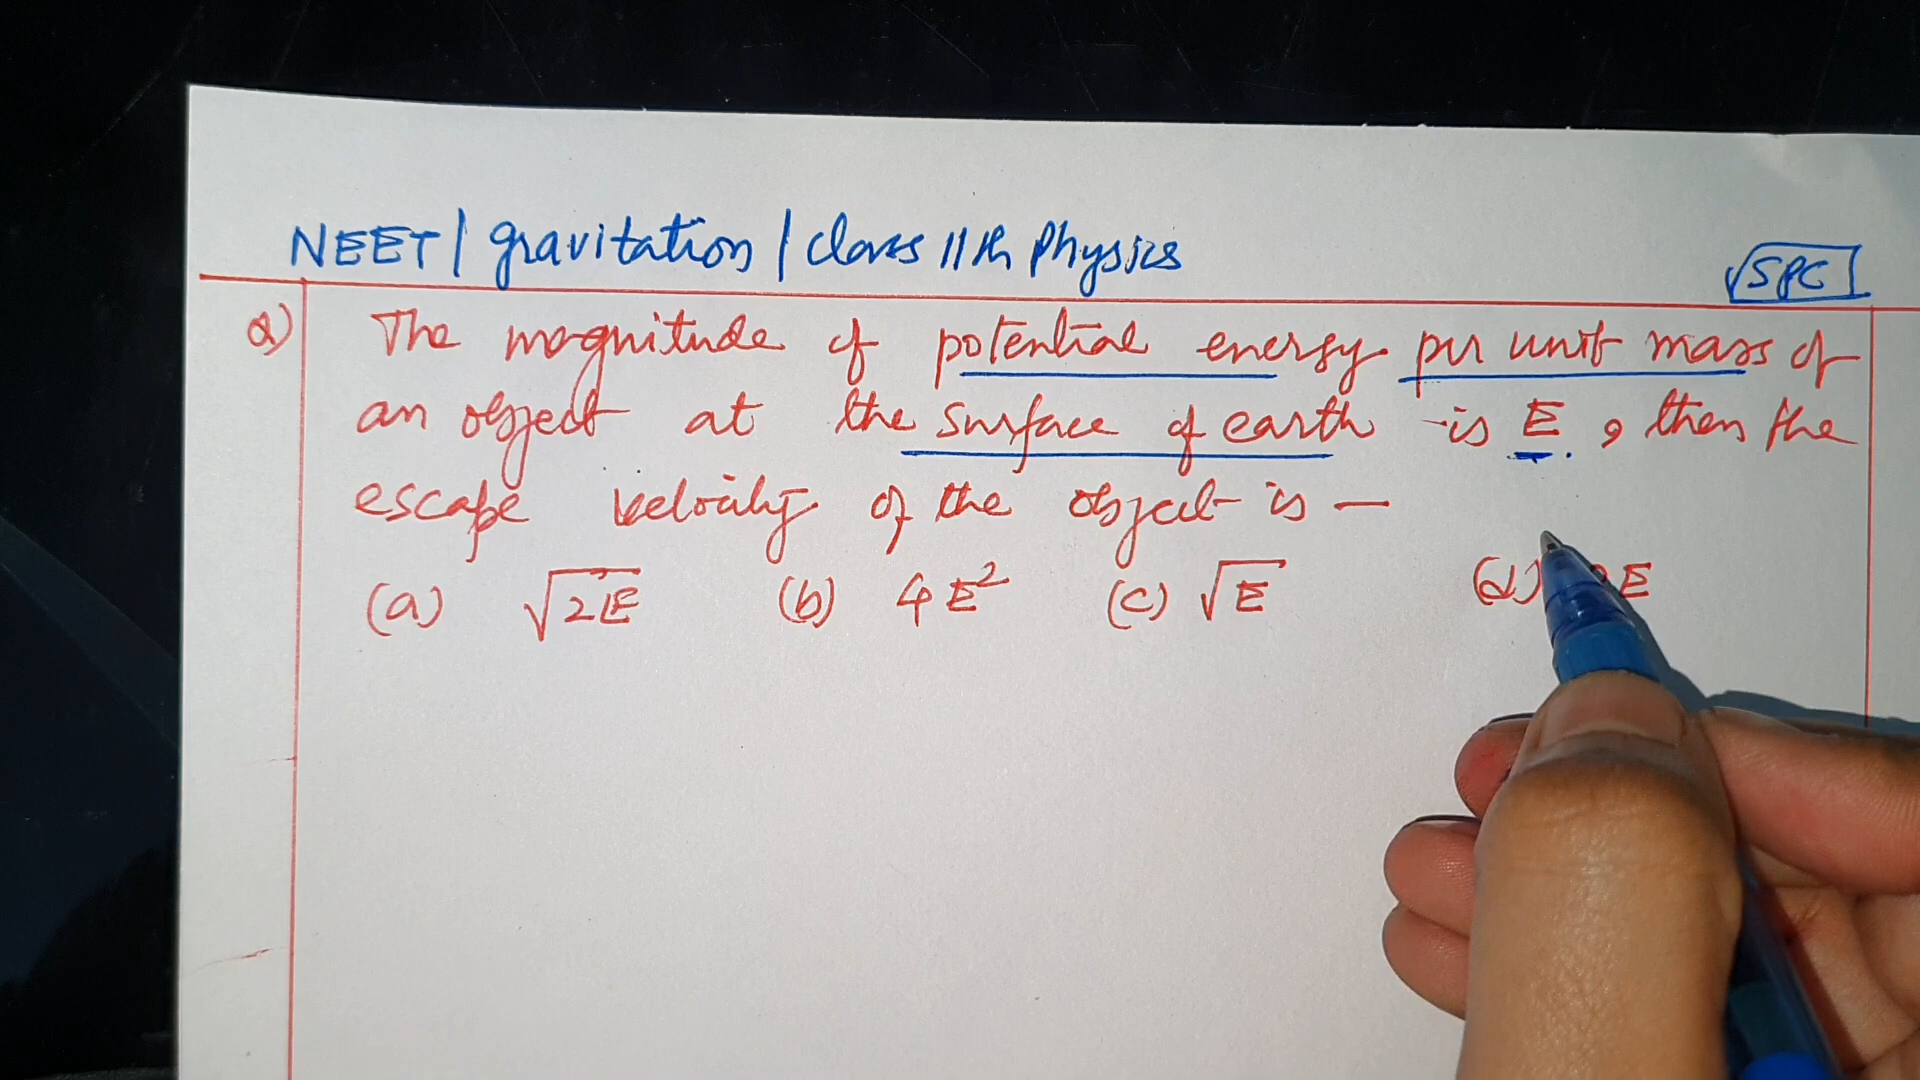 NEET | gravitation | Class 11th Physics
√SPC
Q) The magnitude of potential energy per unit mass of
an object at the surface of earth is E, then the
escape velocity of the object is —
(a) √2E (b) 4E² (c) √E (d) E